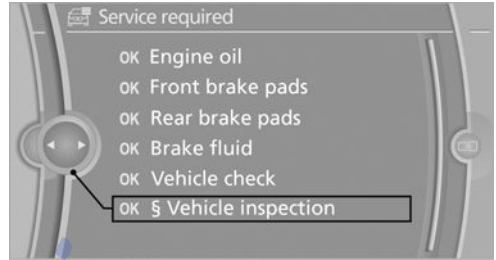 Service required
OK Engine oil
OK Front brake pads
OK Rear brake pads
OK Brake fluid
OK Vehicle check
OK § Vehicle inspection